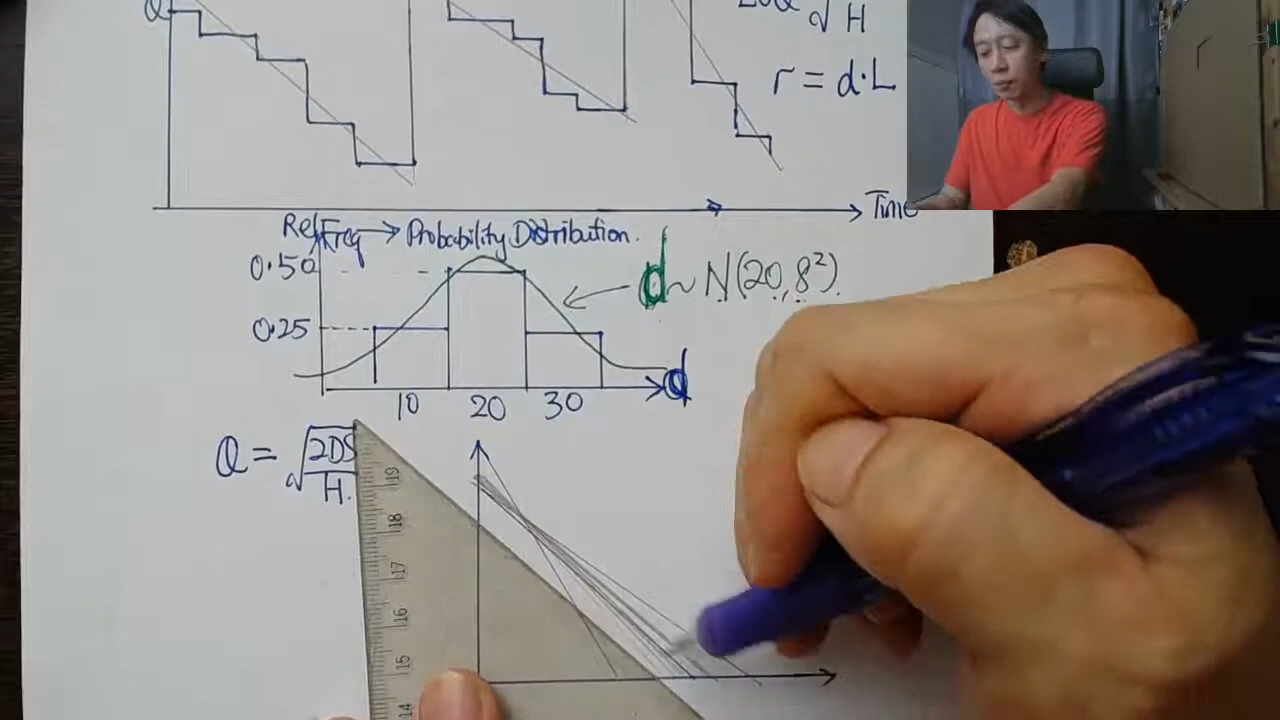 Q
H
r = d·L
Time
Rel Freq → Probability Distribution.
0.50
d ~ N(20, 8²).
0.25
d
10 20 30
Q = √2DS
H.
19
18
17
16
15
14